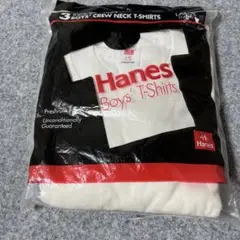 3 BOYS' CREW NECK T-SHIRTS
Hanes
Boys' T-Shirts
Unconditionally
Guaranteed
Hanes